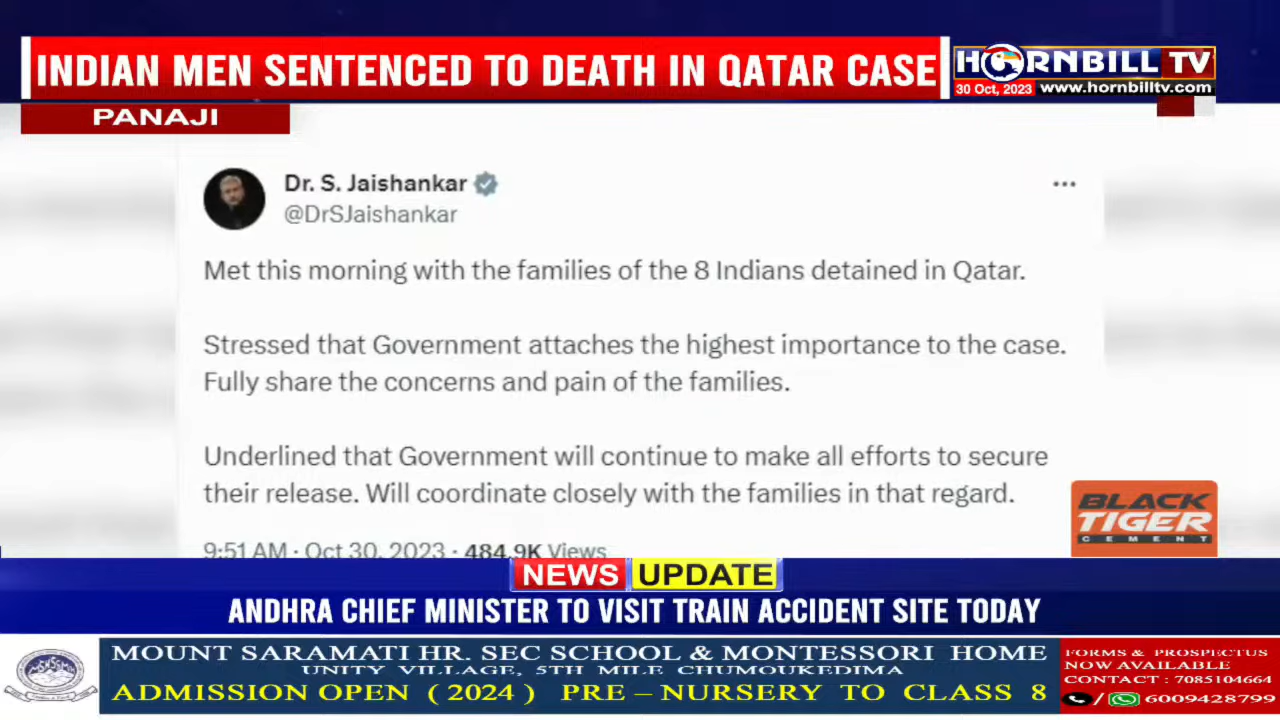 INDIAN MEN SENTENCED TO DEATH IN QATAR CASE
HORNBILL TV
30 Oct, 2023 www.hornbilltv.com
PANAJI
Dr. S. Jaishankar
@DrSJaishankar
Met this morning with the families of the 8 Indians detained in Qatar.
Stressed that Government attaches the highest importance to the case.
Fully share the concerns and pain of the families.
Underlined that Government will continue to make all efforts to secure
their release. Will coordinate closely with the families in that regard.
9:51 AM · Oct 30, 2023 · 484.9K Views
BLACK
TIGER
CEMENT
NEWS UPDATE
ANDHRA CHIEF MINISTER TO VISIT TRAIN ACCIDENT SITE TODAY
MOUNT SARAMATI HR. SEC SCHOOL & MONTESSORI HOME
UNITY VILLAGE, 5TH MILE CHUMOUKEDIMA
ADMISSION OPEN ( 2024 ) PRE – NURSERY TO CLASS 8
FORMS & PROSPECTUS
NOW AVAILABLE
CONTACT : 7085104664
/ 6009428799